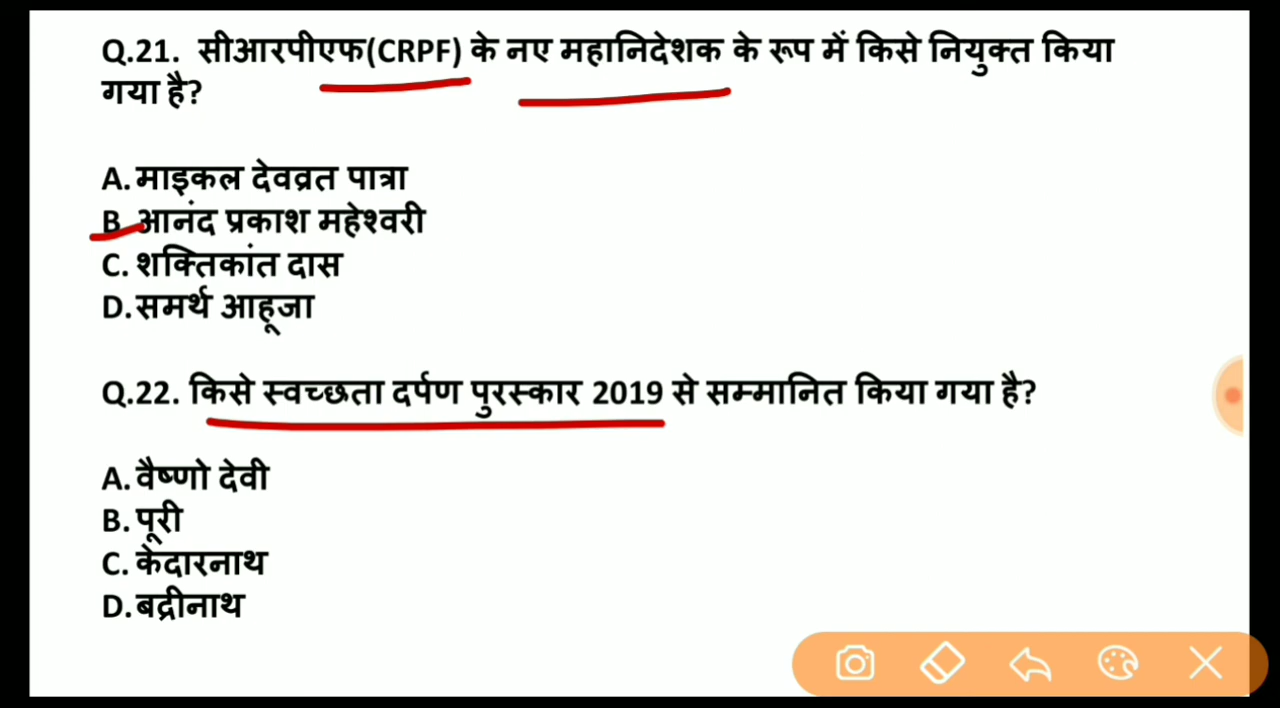 Q.21. सीआरपीएफ(CRPF) के नए महानिदेशक के रूप में किसे नियुक्त किया
गया है?
A. माइकल देवव्रत पात्रा
B. आनंद प्रकाश महेश्वरी
C. शक्तिकांत दास
D. समर्थ आहूजा
Q.22. किसे स्वच्छता दर्पण पुरस्कार 2019 से सम्मानित किया गया है?
A. वैष्णो देवी
B. पूरी
C. केदारनाथ
D. बद्रीनाथ